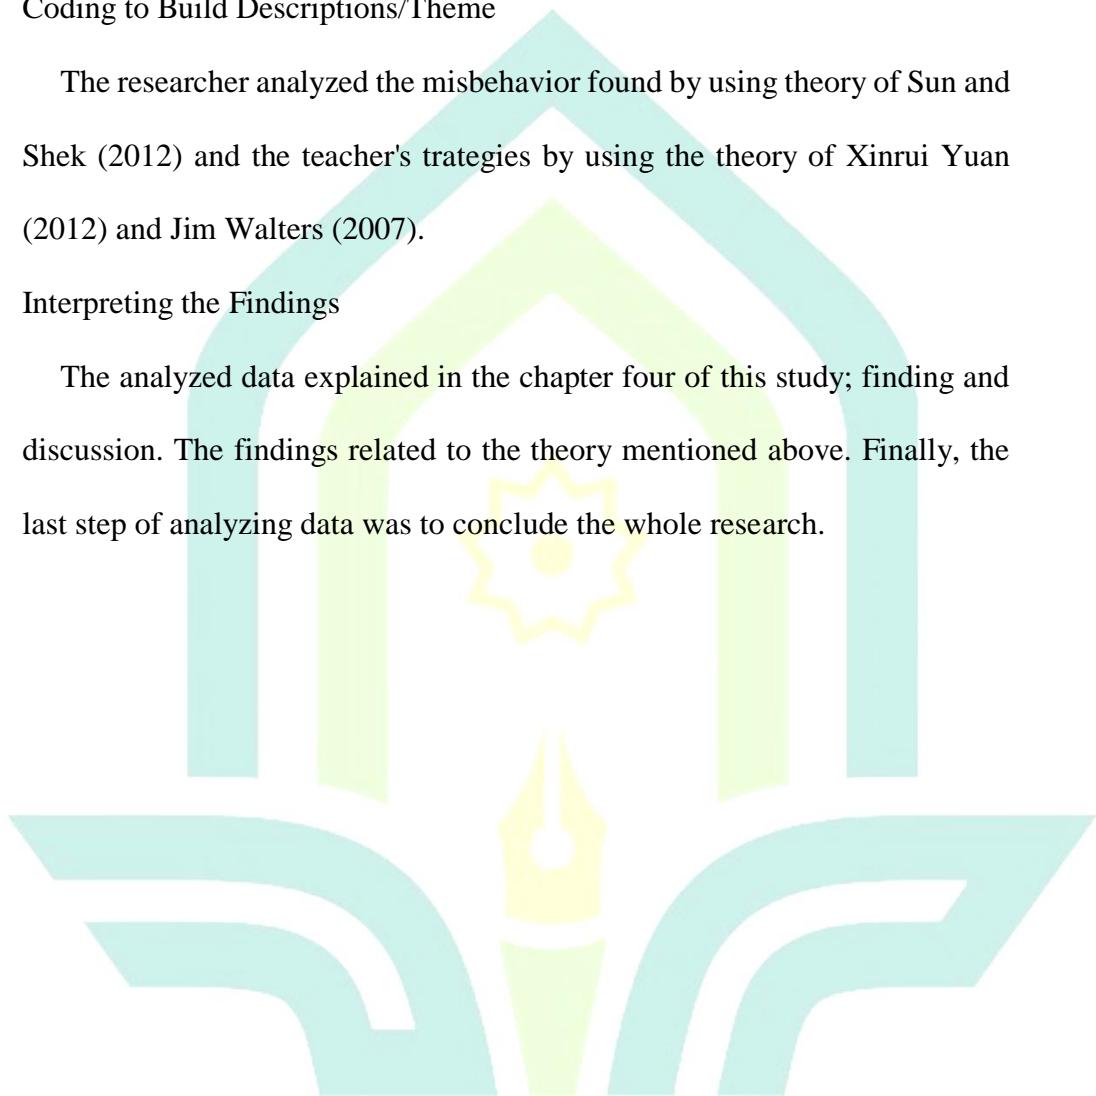 Coding to Build Descriptions/Theme
The researcher analyzed the misbehavior found by using theory of Sun and
Shek (2012) and the teacher's trategies by using the theory of Xinrui Yuan
(2012) and Jim Walters (2007).
Interpreting the Findings
The analyzed data explained in the chapter four of this study; finding and
discussion. The findings related to the theory mentioned above. Finally, the
last step of analyzing data was to conclude the whole research.